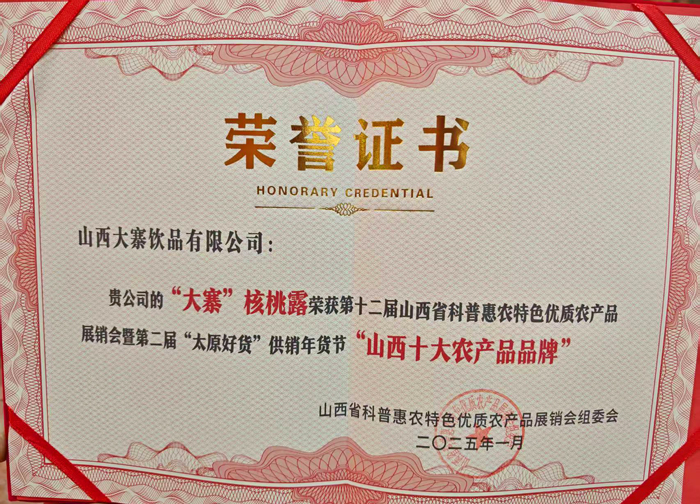 荣誉证书
HONORARY CREDENTIAL
山西大寨饮品有限公司：
贵公司的“大寨”核桃露荣获第十二届山西省科普惠农特色优质农产品
展销会暨第二届“太原好货”供销年货节“山西十大农产品品牌”
山西省科普惠农特色优质农产品展销会组委会
二〇二五年一月